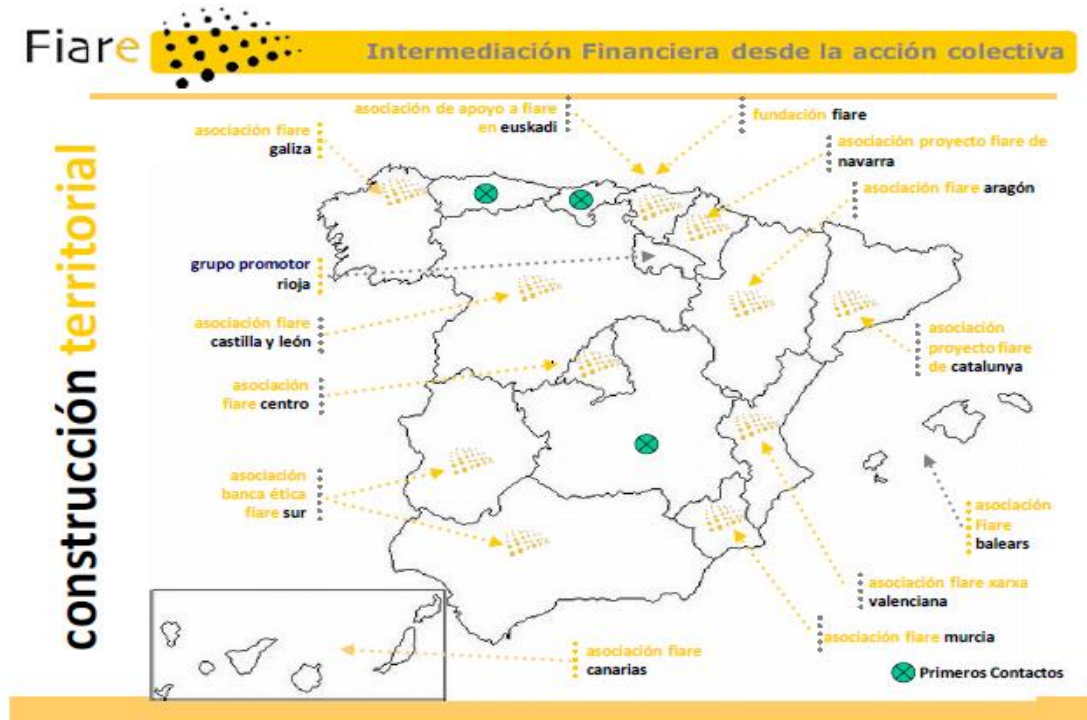 Fiare
Intermediación Financiera desde la acción colectiva
construcción territorial
asociación de apoyo a fiare
en euskadi
fundación fiare
asociación fiare
galiza
asociación proyecto fiare de
navarra
asociación fiare aragón
grupo promotor
rioja
asociación fiare
castilla y león
asociación
proyecto fiare
de catalunya
asociación
fiare centro
asociación
banca ética
fiare sur
asociación
Fiare
balears
asociación fiare xarxa
valenciana
asociación fiare murcia
asociación fiare
canarias
Primeros Contactos